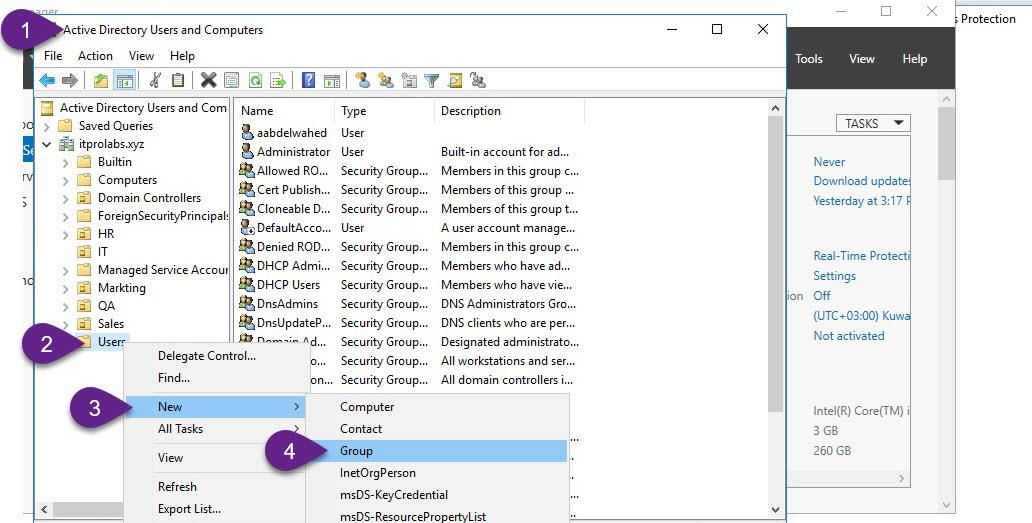 anager
1
Active Directory Users and Computers
s Protection
File Action View Help
Tools View Help
Active Directory Users and Com
Saved Queries
itprolabs.xyz
Builtin
Computers
Domain Controllers
ForeignSecurityPrincipals
HR
IT
Managed Service Accour
Markting
QA
Sales
2
Users
Name Type Description
aabdelwahed User
Administrator User Built-in account for ad...
Allowed RO... Security Group... Members in this group c...
Cert Publish... Security Group... Members of this group ...
Cloneable D... Security Group... Members of this group t...
DefaultAcco... User A user account manage...
Denied ROD... Security Group... Members in this group c...
DHCP Admi... Security Group... Members who have ad...
DHCP Users Security Group... Members who have vie...
DnsAdmins Security Group... DNS Administrators Gro...
DnsUpdateP... Security Group... DNS clients who are per...
Domain Ad... Security Group... Designated administrato...
Security Group... All workstations and ser...
on... Security Group... All domain controllers i...
TASKS
Never
Download updates
Yesterday at 3:17 P
Real-Time Protecti
Settings
ion Off
(UTC+03:00) Kuwa
Not activated
Intel(R) Core(TM) i
3 GB
260 GB
Delegate Control...
Find...
3
New
All Tasks
View
Refresh
Export List...
Computer
Contact
4
Group
InetOrgPerson
msDS-KeyCredential
msDS-ResourcePropertyList